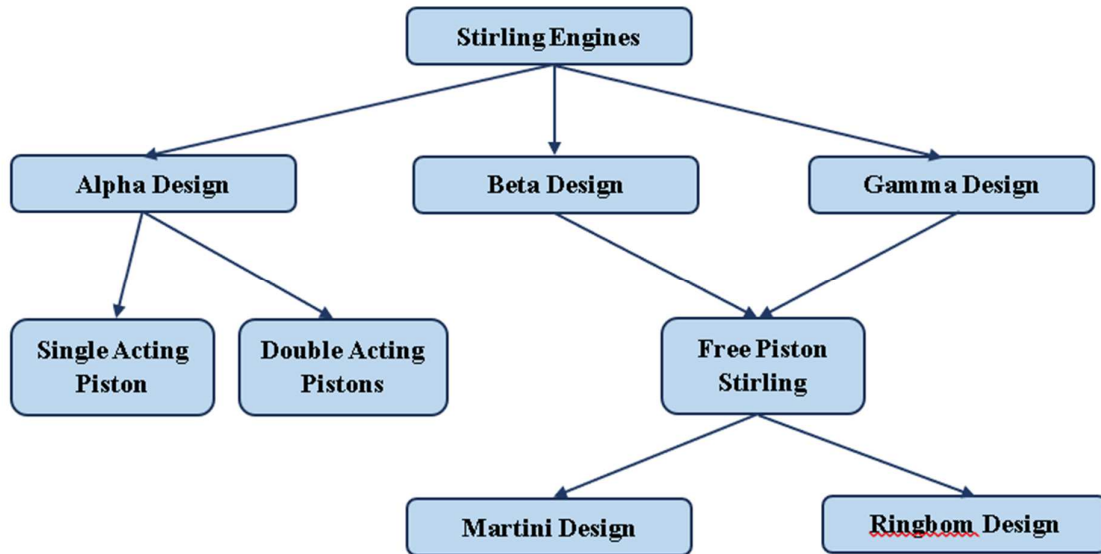 Stirling Engines
Alpha Design
Beta Design
Gamma Design
Single Acting
Piston
Double Acting
Pistons
Free Piston
Stirling
Martini Design
Ringbom Design